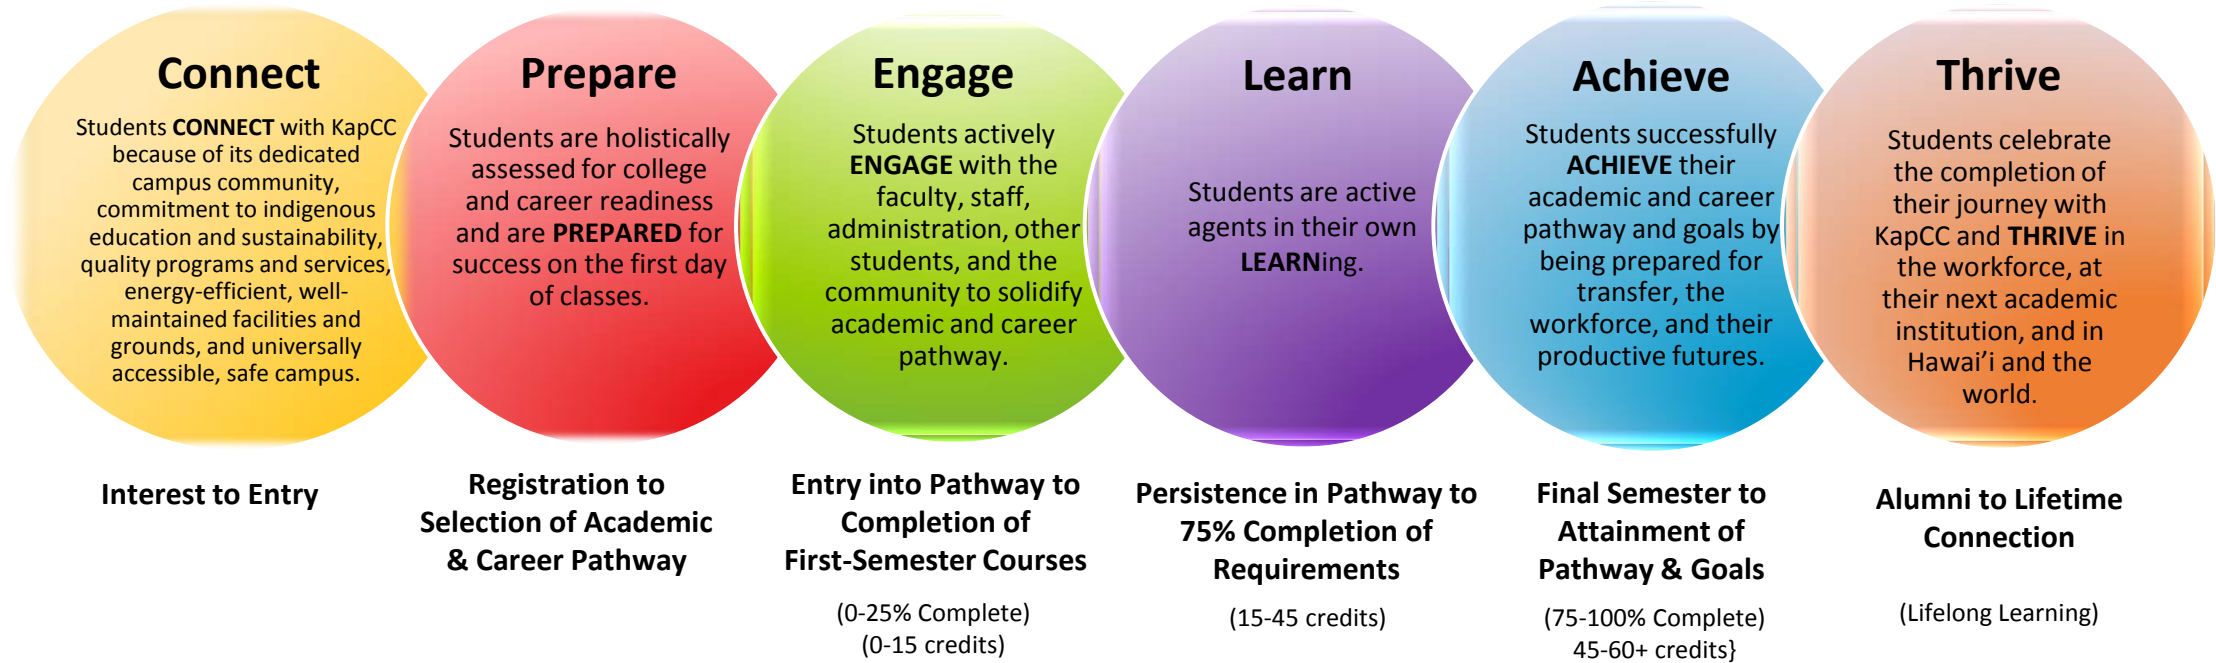 Connect
Students CONNECT with KapCC
because of its dedicated
campus community,
commitment to indigenous
education and sustainability,
quality programs and services,
energy-efficient, well-
maintained facilities and
grounds, and universally
accessible, safe campus.
Interest to Entry
Prepare
Students are holistically
assessed for college
and career readiness
and are PREPARED for
success on the first day
of classes.
Registration to
Selection of Academic
& Career Pathway
Engage
Students actively
ENGAGE with the
faculty, staff,
administration, other
students, and the
community to solidify
academic and career
pathway.
Entry into Pathway to
Completion of
First-Semester Courses
(0-25% Complete)
(0-15 credits)
Learn
Students are active
agents in their own
LEARNing.
Persistence in Pathway to
75% Completion of
Requirements
(15-45 credits)
Achieve
Students successfully
ACHIEVE their
academic and career
pathway and goals by
being prepared for
transfer, the
workforce, and their
productive futures.
Final Semester to
Attainment of
Pathway & Goals
(75-100% Complete)
45-60+ credits}
Thrive
Students celebrate
the completion of
their journey with
KapCC and THRIVE in
the workforce, at
their next academic
institution, and in
Hawai’i and the
world.
Alumni to Lifetime
Connection
(Lifelong Learning)